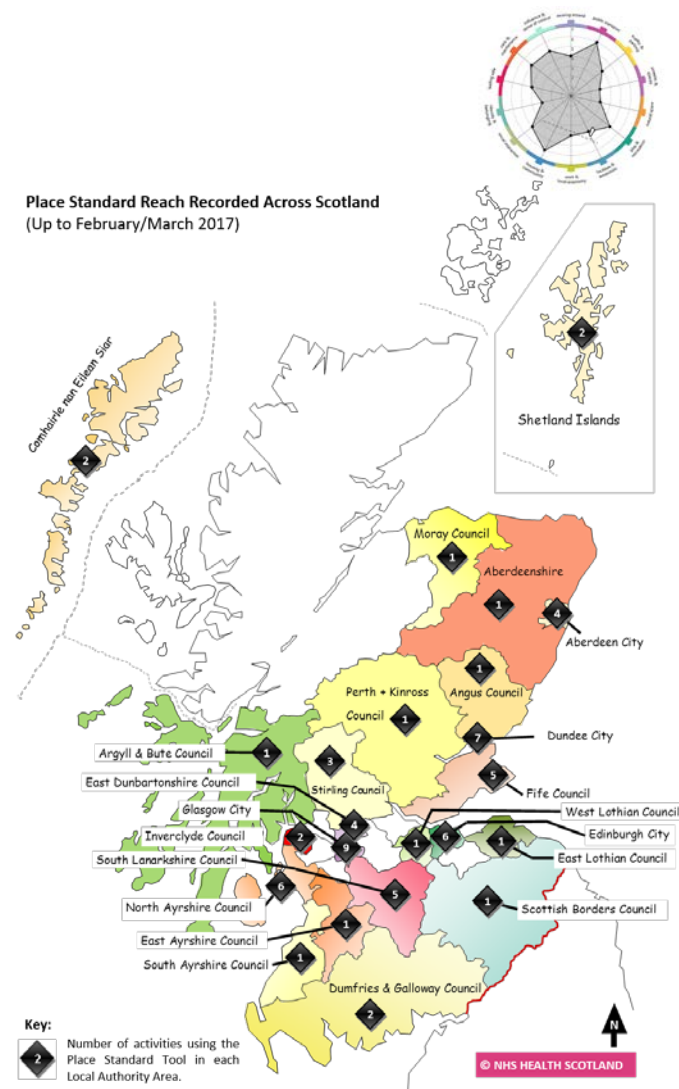 moving around
public transport
Place Standard Reach Recorded Across Scotland
(Up to February/March 2017)
Comhairle nan Eilean Siar
2
2
Shetland Islands
Moray Council
1
Aberdeenshire
1
4
Aberdeen City
1
Angus Council
Perth + Kinross
Council
1
7
Dundee City
Argyll & Bute Council
1
3
Stirling Council
5
Fife Council
East Dunbartonshire Council
4
Glasgow City
9
West Lothian Council
1
Edinburgh City
6
Inverclyde Council
2
East Lothian Council
1
South Lanarkshire Council
5
North Ayrshire Council
6
Scottish Borders Council
1
East Ayrshire Council
1
South Ayrshire Council
1
Dumfries & Galloway Council
2
Key:
2
Number of activities using the
Place Standard Tool in each
Local Authority Area.
N
© NHS HEALTH SCOTLAND